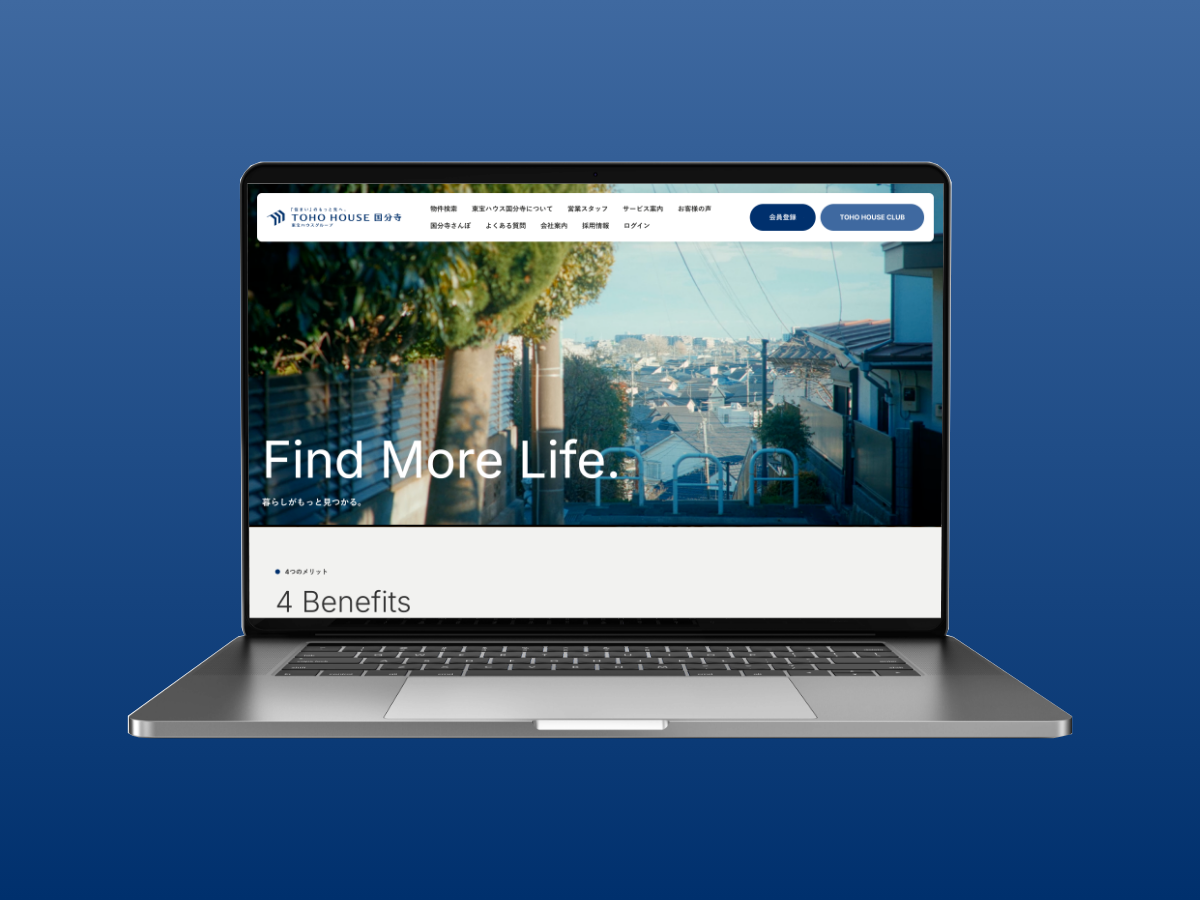 「住まい」のもっと先へ。
TOHO HOUSE 国分寺
東宝ハウスグループ
物件検索 東宝ハウス国分寺について 営業スタッフ サービス案内 お客様の声
国分寺さんぽ よくある質問 会社案内 採用情報 ログイン
会員登録
TOHO HOUSE CLUB
Find More Life.
暮らしがもっと見つかる。
4つのメリット
4 Benefits